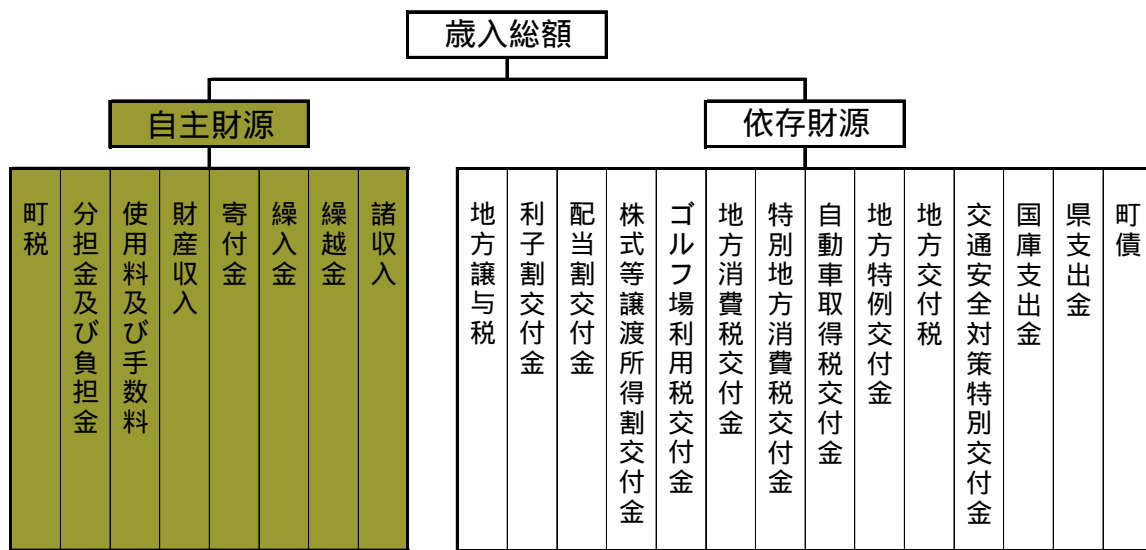 歳入総額
自主財源
依存財源
町税
分担金及び負担金
使用料及び手数料
財産収入
寄付金
繰入金
繰越金
諸収入
地方譲与税
利子割交付金
配当割交付金
株式等譲渡所得割交付金
ゴルフ場利用税交付金
地方消費税交付金
特別地方消費税交付金
自動車取得税交付金
地方特例交付金
地方交付税
交通安全対策特別交付金
国庫支出金
県支出金
町債